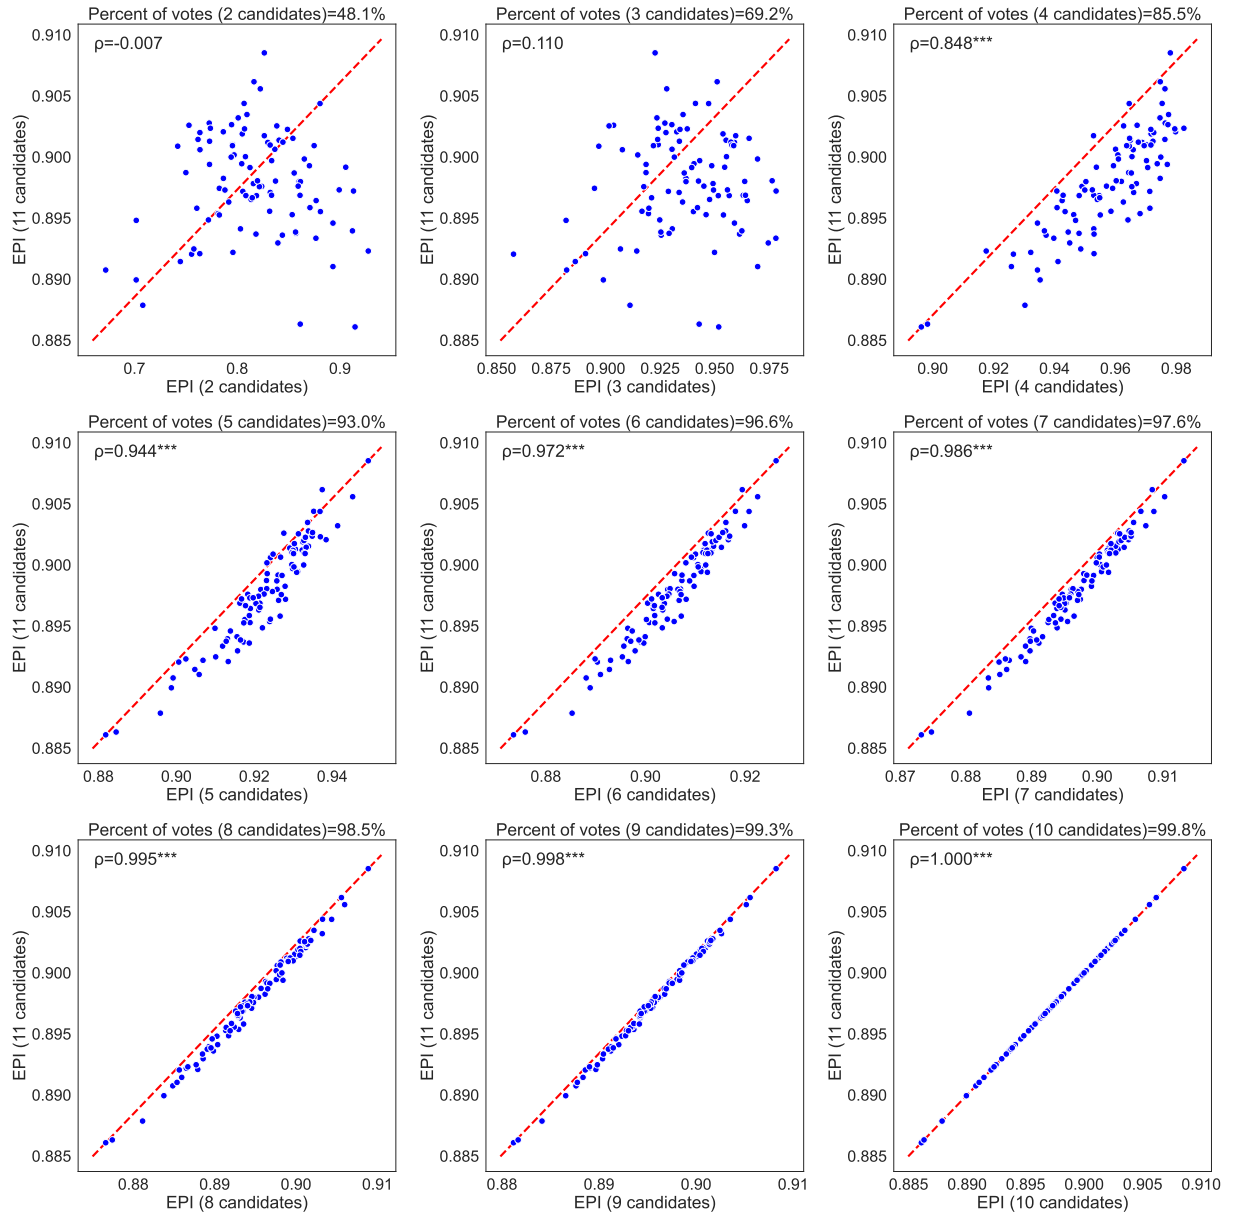 Percent of votes (2 candidates)=48.1%
ρ=-0.007
EPI (11 candidates)
0.910
0.905
0.900
0.895
0.890
0.885
0.7 0.8 0.9
EPI (2 candidates)
Percent of votes (3 candidates)=69.2%
ρ=0.110
EPI (11 candidates)
0.910
0.905
0.900
0.895
0.890
0.885
0.850 0.875 0.900 0.925 0.950 0.975
EPI (3 candidates)
Percent of votes (4 candidates)=85.5%
ρ=0.848***
EPI (11 candidates)
0.910
0.905
0.900
0.895
0.890
0.885
0.90 0.92 0.94 0.96 0.98
EPI (4 candidates)
Percent of votes (5 candidates)=93.0%
ρ=0.944***
EPI (11 candidates)
0.910
0.905
0.900
0.895
0.890
0.885
0.88 0.90 0.92 0.94
EPI (5 candidates)
Percent of votes (6 candidates)=96.6%
ρ=0.972***
EPI (11 candidates)
0.910
0.905
0.900
0.895
0.890
0.885
0.88 0.90 0.92
EPI (6 candidates)
Percent of votes (7 candidates)=97.6%
ρ=0.986***
EPI (11 candidates)
0.910
0.905
0.900
0.895
0.890
0.885
0.87 0.88 0.89 0.90 0.91
EPI (7 candidates)
Percent of votes (8 candidates)=98.5%
ρ=0.995***
EPI (11 candidates)
0.910
0.905
0.900
0.895
0.890
0.885
0.88 0.89 0.90 0.91
EPI (8 candidates)
Percent of votes (9 candidates)=99.3%
ρ=0.998***
EPI (11 candidates)
0.910
0.905
0.900
0.895
0.890
0.885
0.88 0.89 0.90 0.91
EPI (9 candidates)
Percent of votes (10 candidates)=99.8%
ρ=1.000***
EPI (11 candidates)
0.910
0.905
0.900
0.895
0.890
0.885
0.885 0.890 0.895 0.900 0.905 0.910
EPI (10 candidates)